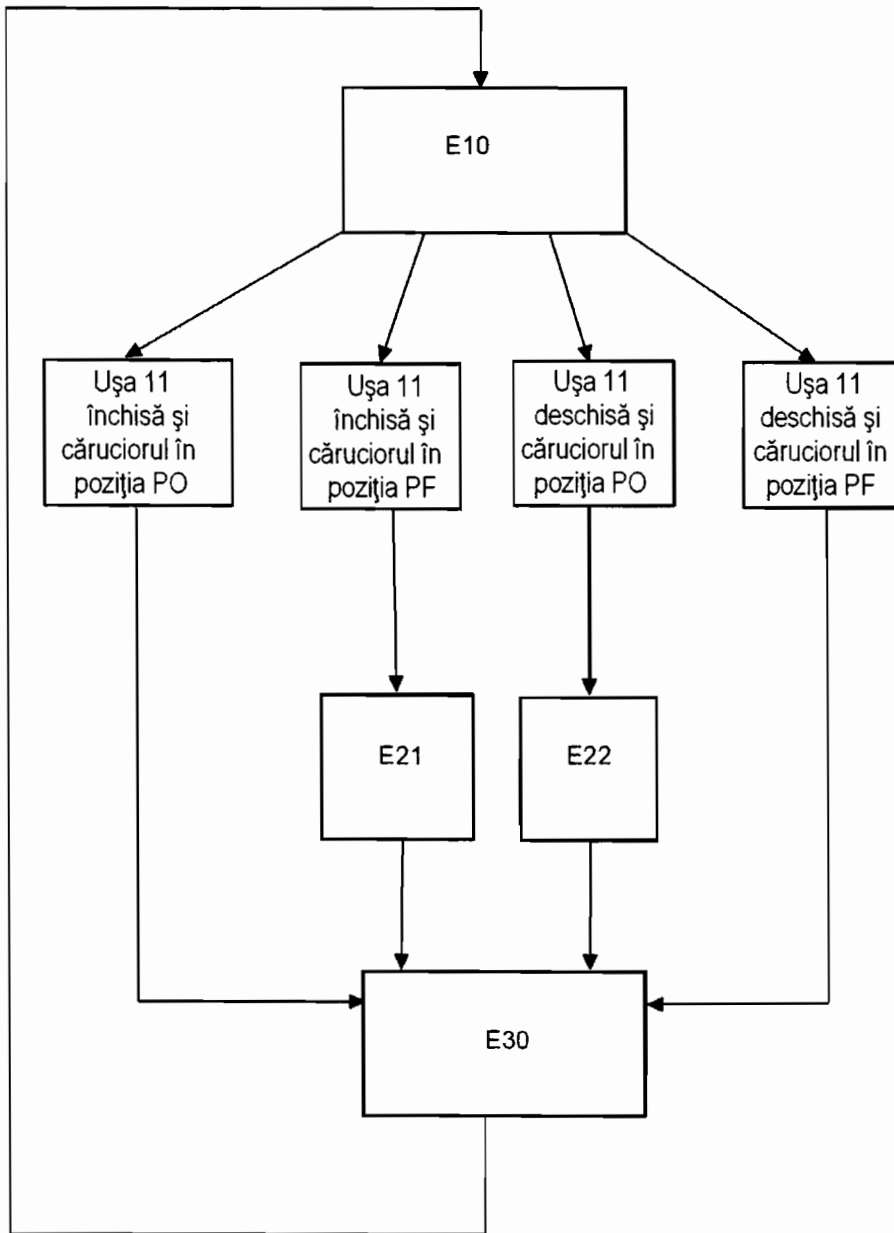 E10
Uşa 11
închisă şi
căruciorul în
poziţia PO
Uşa 11
închisă şi
căruciorul în
poziţia PF
Uşa 11
deschisă şi
căruciorul în
poziţia PO
Uşa 11
deschisă şi
căruciorul în
poziţia PF
E21
E22
E30